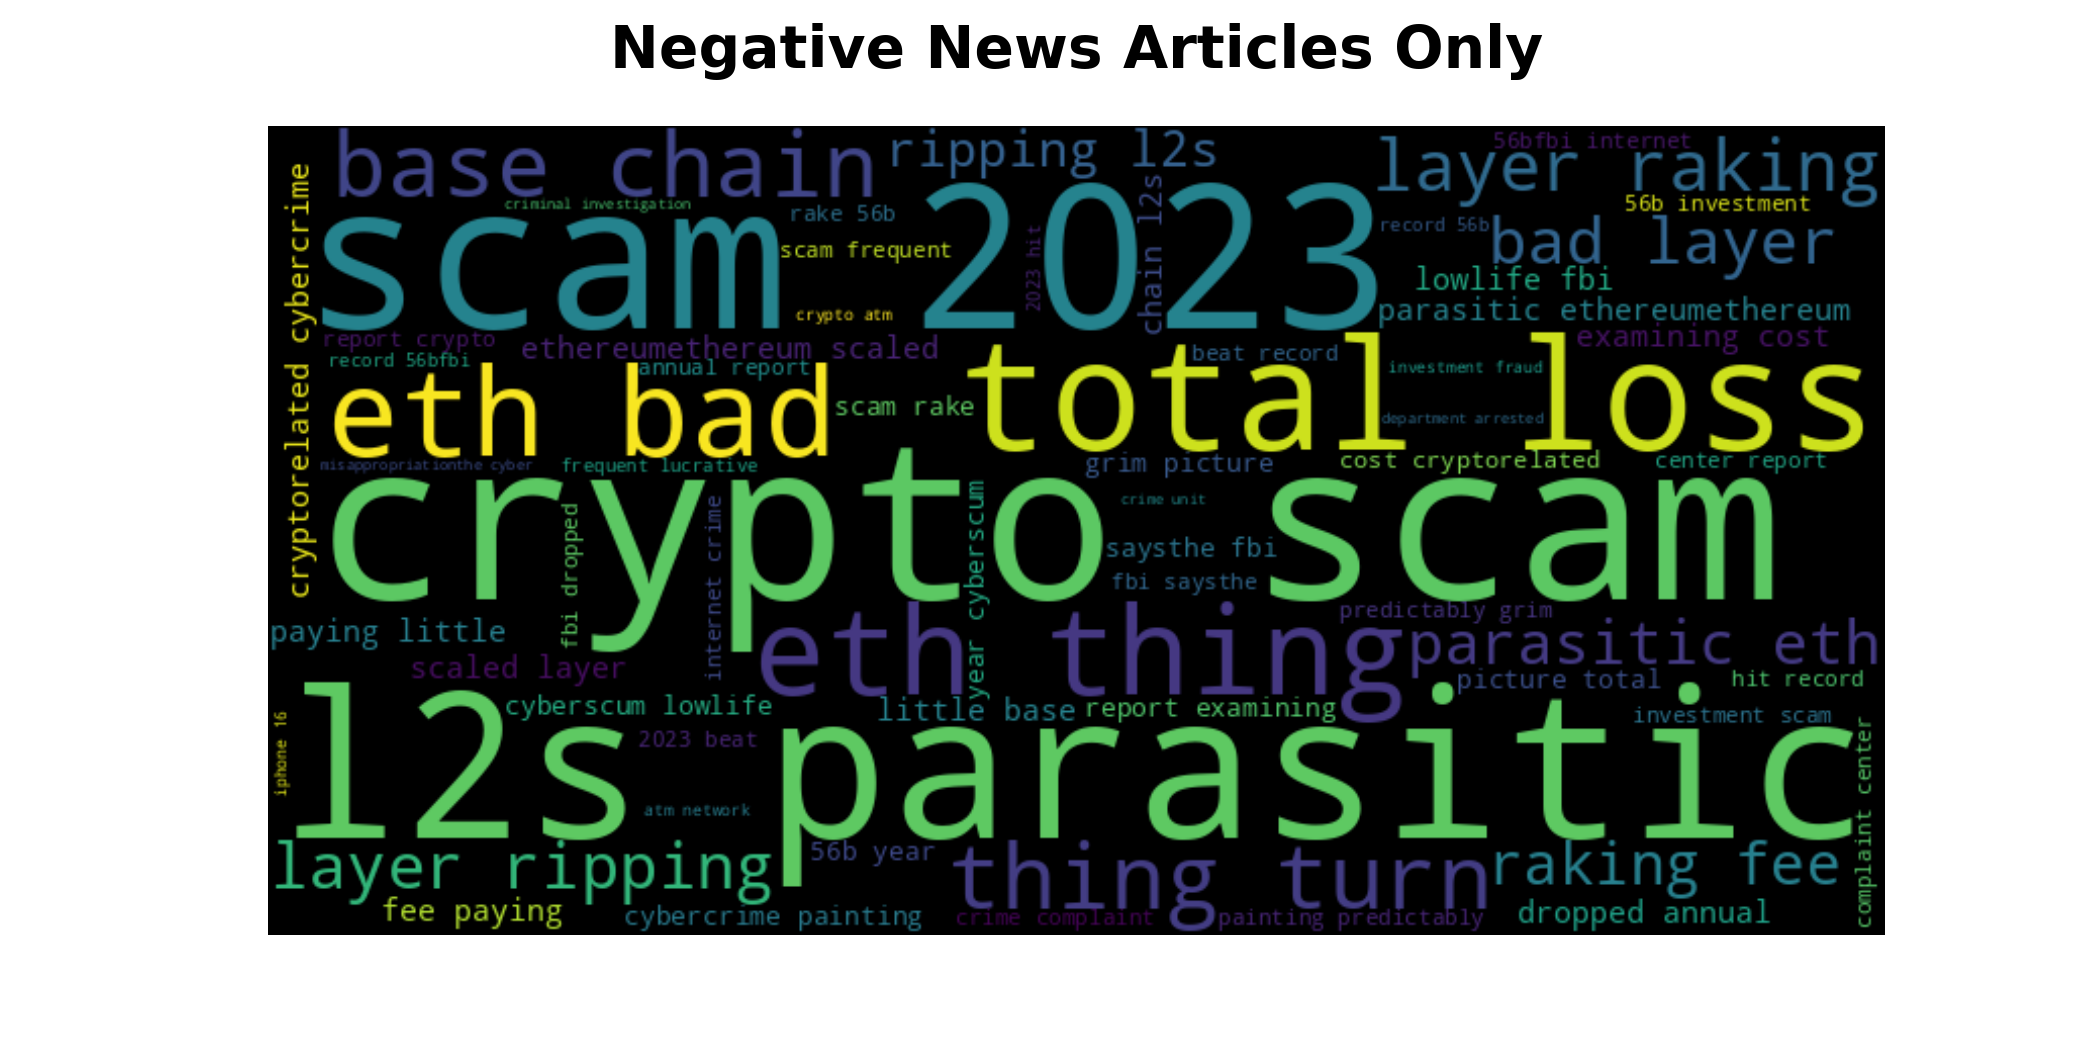 Negative News Articles Only
base chain
ripping l2s
56bfbi internet
layer raking
criminal investigation
rake 56b
56b investment
scam 2023
record 56b
bad layer
scam frequent
2023 hit
chain l2s
lowlife fbi
crypto atm
parasitic ethereumethereum
cryptorelated cybercrime
report crypto
ethereumethereum scaled
examining cost
record 56bfbi
annual report
beat record
investment fraud
eth bad
scam rake
total loss
department arrested
misappropriationthe cyber
frequent lucrative
grim picture
cost cryptorelated
center report
crypto scam
crime unit
fbi dropped
internet crime
year cyberscum
saysthe fbi
fbi saysthe
predictably grim
paying little
eth thing
parasitic eth
scaled layer
picture total
hit record
cyberscum lowlife
little base
report examining
investment scam
iphone 16
2023 beat
l2s parasitic
complaint center
atm network
layer ripping
56b year
thing turn
raking fee
fee paying
cybercrime painting
crime complaint
painting predictably
dropped annual